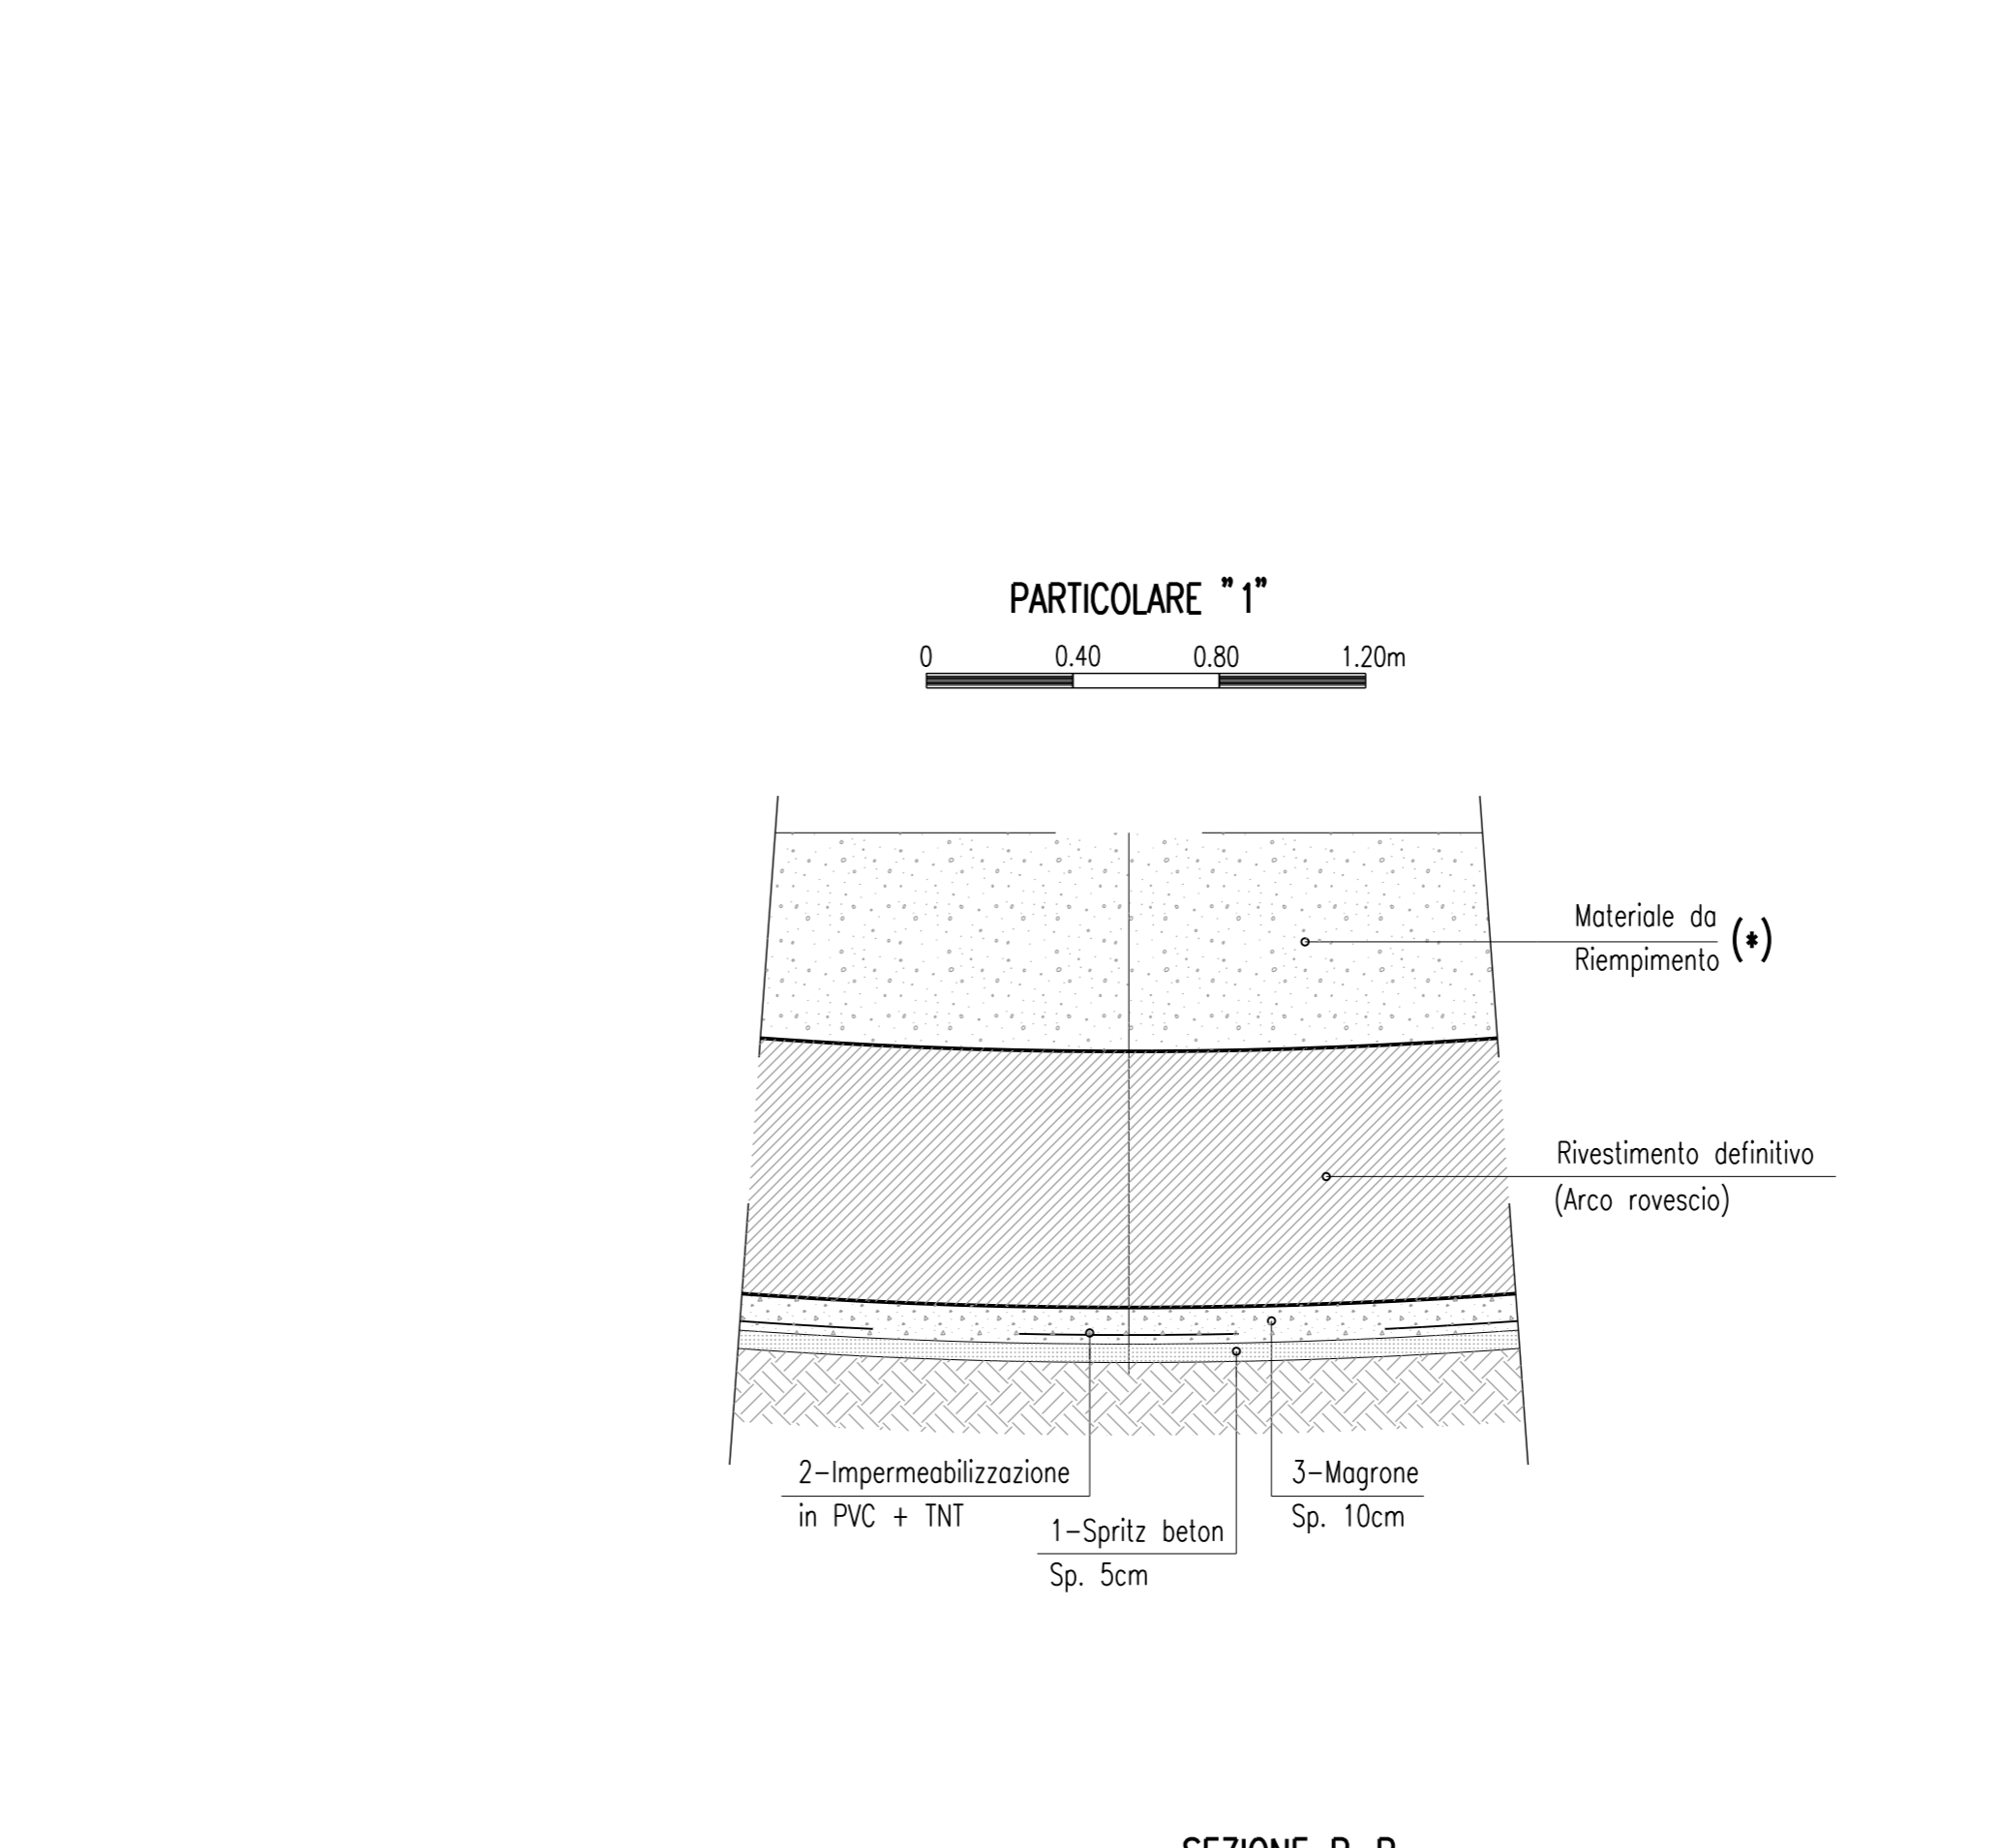 PARTICOLARE "1"
0 0.40 0.80 1.20m
Materiale da
Riempimento (*)
Rivestimento definitivo
(Arco rovescio)
2-Impermeabilizzazione
in PVC + TNT
3-Magrone
Sp. 10cm
1-Spritz beton
Sp. 5cm